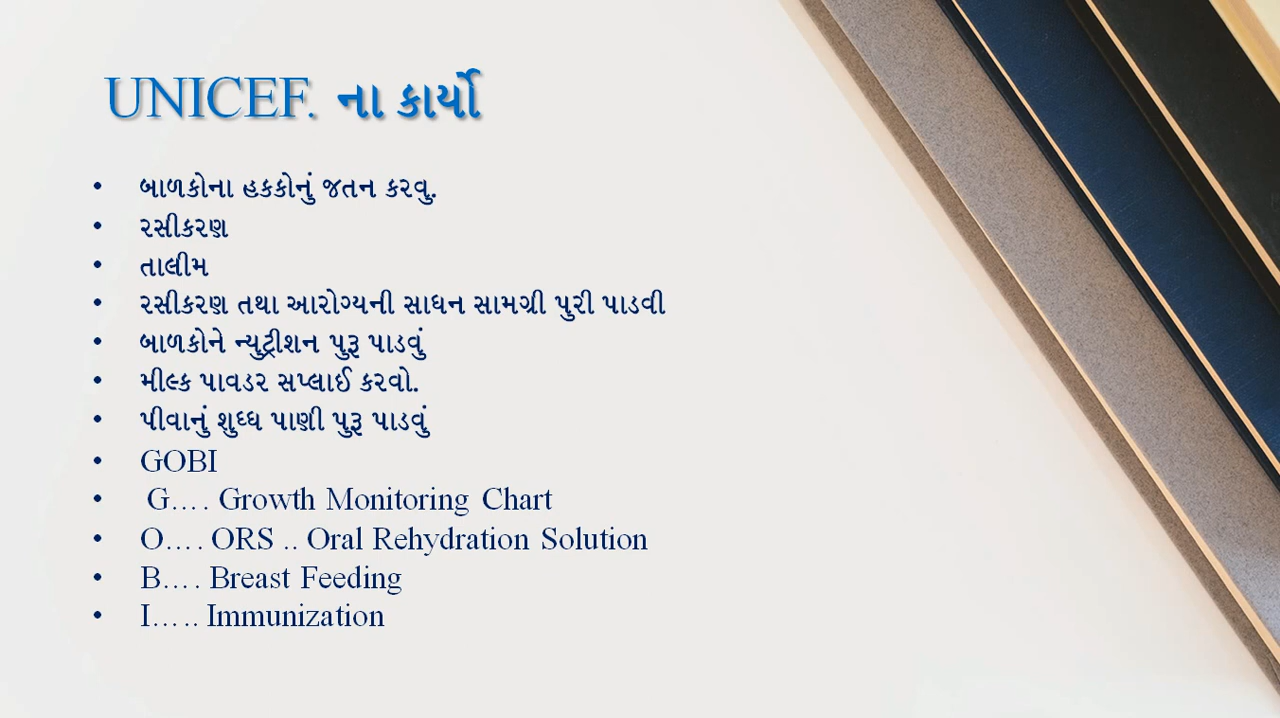 UNICEF. ના કાર્યો
• બાળકોના હકકોનું જતન કરવુ.
• રસીકરણ
• તાલીમ
• રસીકરણ તથા આરોગ્યની સાધન સામગ્રી પુરી પાડવી
• બાળકોને ન્યુટ્રીશન પુરૂ પાડવું
• મીલ્ક પાવડર સપ્લાઈ કરવો.
• પીવાનું શુધ્ધ પાણી પુરૂ પાડવું
• GOBI
• G…. Growth Monitoring Chart
• O…. ORS .. Oral Rehydration Solution
• B…. Breast Feeding
• I….. Immunization